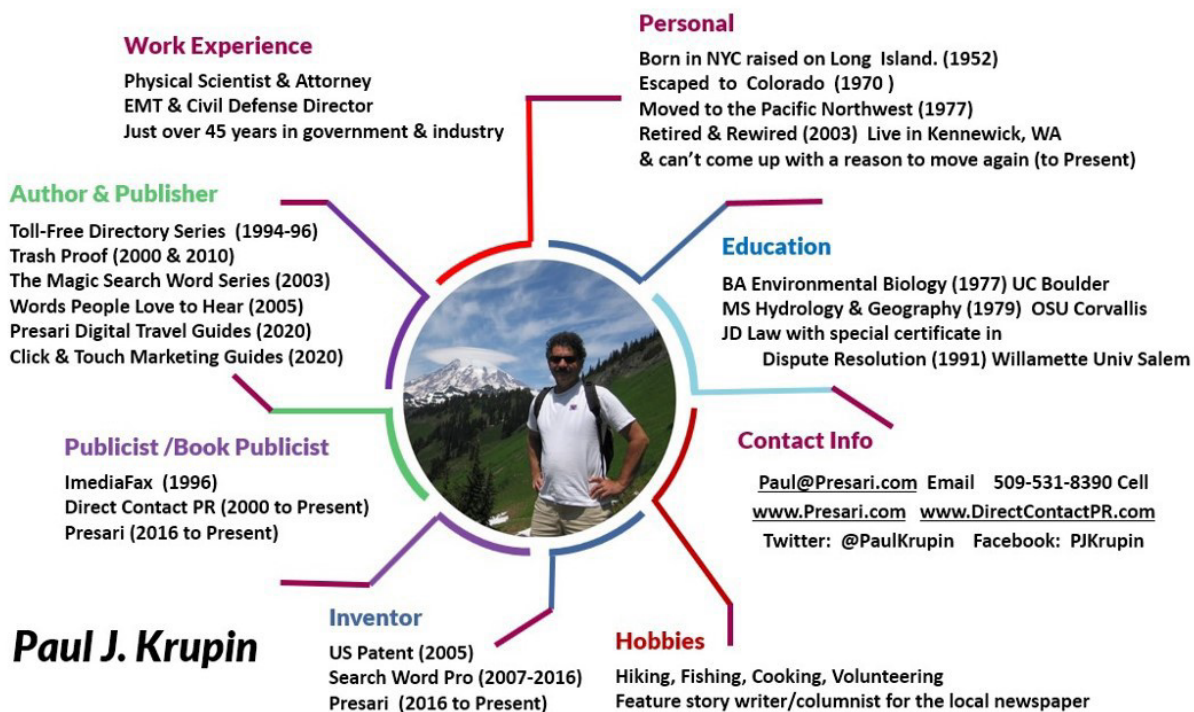 Work Experience
Physical Scientist & Attorney
EMT & Civil Defense Director
Just over 45 years in government & industry
Personal
Born in NYC raised on Long Island. (1952)
Escaped to Colorado (1970 )
Moved to the Pacific Northwest (1977)
Retired & Rewired (2003) Live in Kennewick, WA
& can't come up with a reason to move again (to Present)
Author & Publisher
Toll-Free Directory Series (1994-96)
Trash Proof (2000 & 2010)
The Magic Search Word Series (2003)
Words People Love to Hear (2005)
Presari Digital Travel Guides (2020)
Click & Touch Marketing Guides (2020)
Education
BA Environmental Biology (1977) UC Boulder
MS Hydrology & Geography (1979) OSU Corvallis
JD Law with special certificate in
Dispute Resolution (1991) Willamette Univ Salem
Publicist /Book Publicist
ImediaFax (1996)
Direct Contact PR (2000 to Present)
Presari (2016 to Present)
Contact Info
Paul@Presari.com Email 509-531-8390 Cell
www.Presari.com www.DirectContactPR.com
Twitter: @PaulKrupin Facebook: PJKrupin
Paul J. Krupin
Inventor
US Patent (2005)
Search Word Pro (2007-2016)
Presari (2016 to Present)
Hobbies
Hiking, Fishing, Cooking, Volunteering
Feature story writer/columnist for the local newspaper